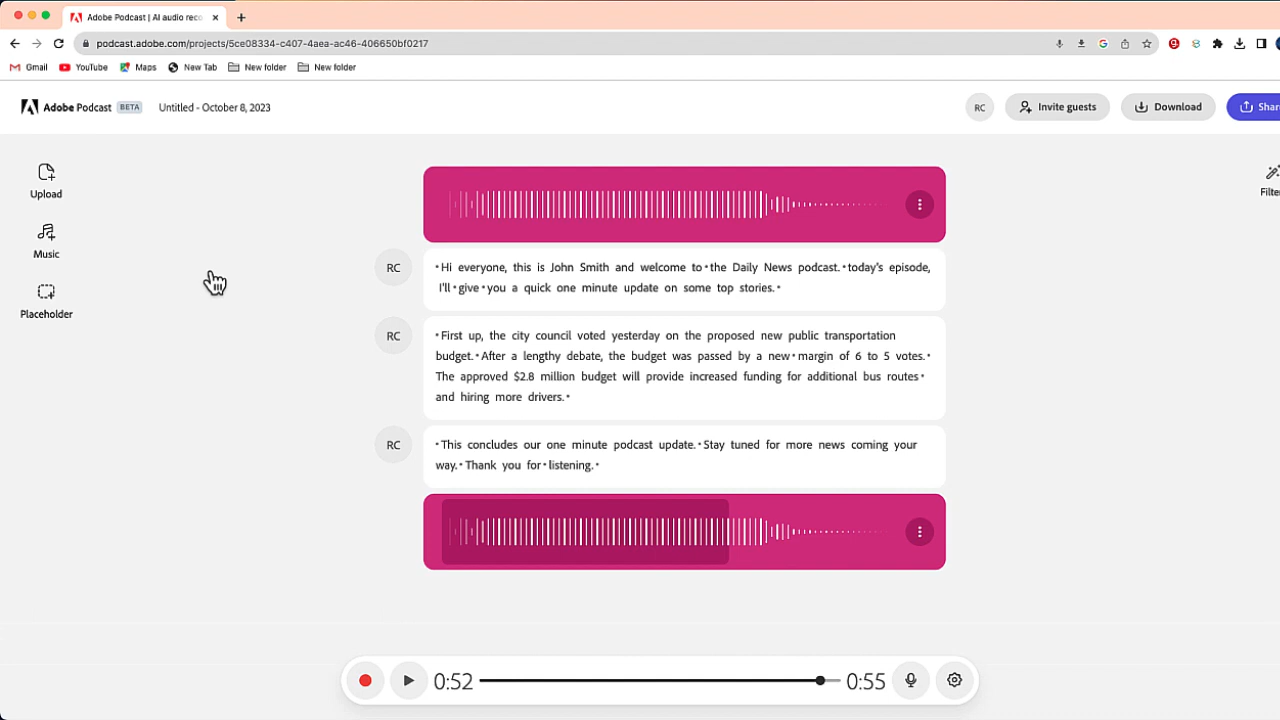 Adobe Podcast | AI audio reco
podcast.adobe.com/projects/5ce08334-c407-4aea-ac46-406650bf0217
Gmail YouTube Maps New Tab New folder New folder
Adobe Podcast BETA Untitled - October 8, 2023 RC Invite guests Download Shar
Upload
Filte
Music
Placeholder
RC
Hi everyone, this is John Smith and welcome to the Daily News podcast. today's episode,
I'll give you a quick one minute update on some top stories.
RC
First up, the city council voted yesterday on the proposed new public transportation
budget. After a lengthy debate, the budget was passed by a new margin of 6 to 5 votes.
The approved $2.8 million budget will provide increased funding for additional bus routes
and hiring more drivers.
RC
This concludes our one minute podcast update. Stay tuned for more news coming your
way. Thank you for listening.
0:52 0:55